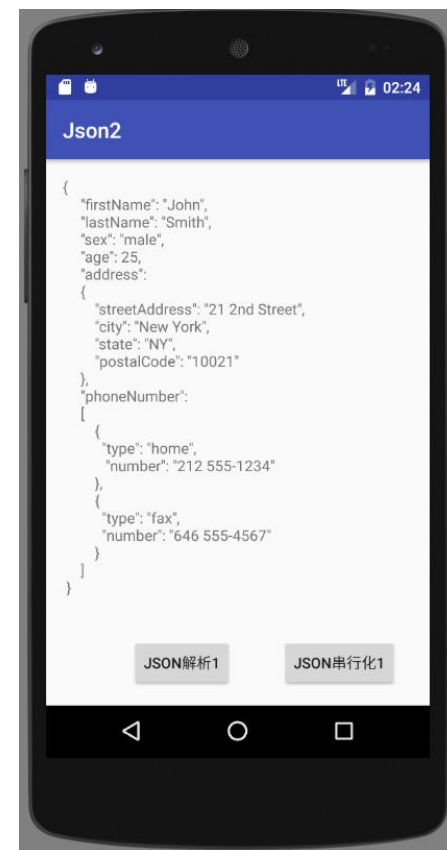 LTE 02:24
Json2
{
"firstName": "John",
"lastName": "Smith",
"sex": "male",
"age": 25,
"address":
{
"streetAddress": "21 2nd Street",
"city": "New York",
"state": "NY",
"postalCode": "10021"
},
"phoneNumber":
[
{
"type": "home",
"number": "212 555-1234"
},
{
"type": "fax",
"number": "646 555-4567"
}
]
}
JSON解析1 JSON串行化1